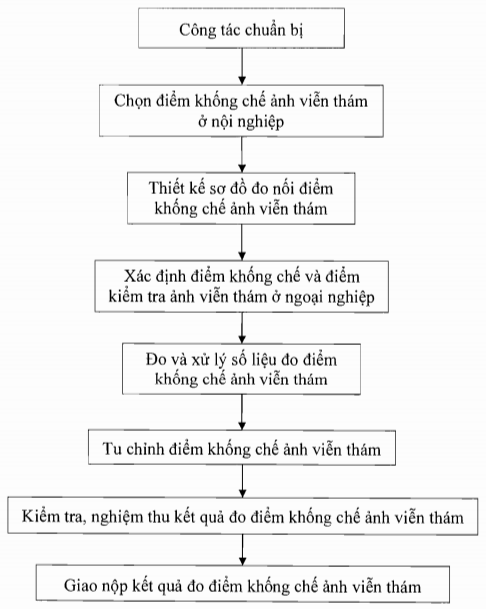 Công tác chuẩn bị
Chọn điểm khống chế ảnh viễn thám
ở nội nghiệp
Thiết kế sơ đồ đo nối điểm
khống chế ảnh viễn thám
Xác định điểm khống chế và điểm
kiểm tra ảnh viễn thám ở ngoại nghiệp
Đo và xử lý số liệu đo điểm
khống chế ảnh viễn thám
Tu chỉnh điểm khống chế ảnh viễn thám
Kiểm tra, nghiệm thu kết quả đo điểm khống chế ảnh viễn thám
Giao nộp kết quả đo điểm khống chế ảnh viễn thám